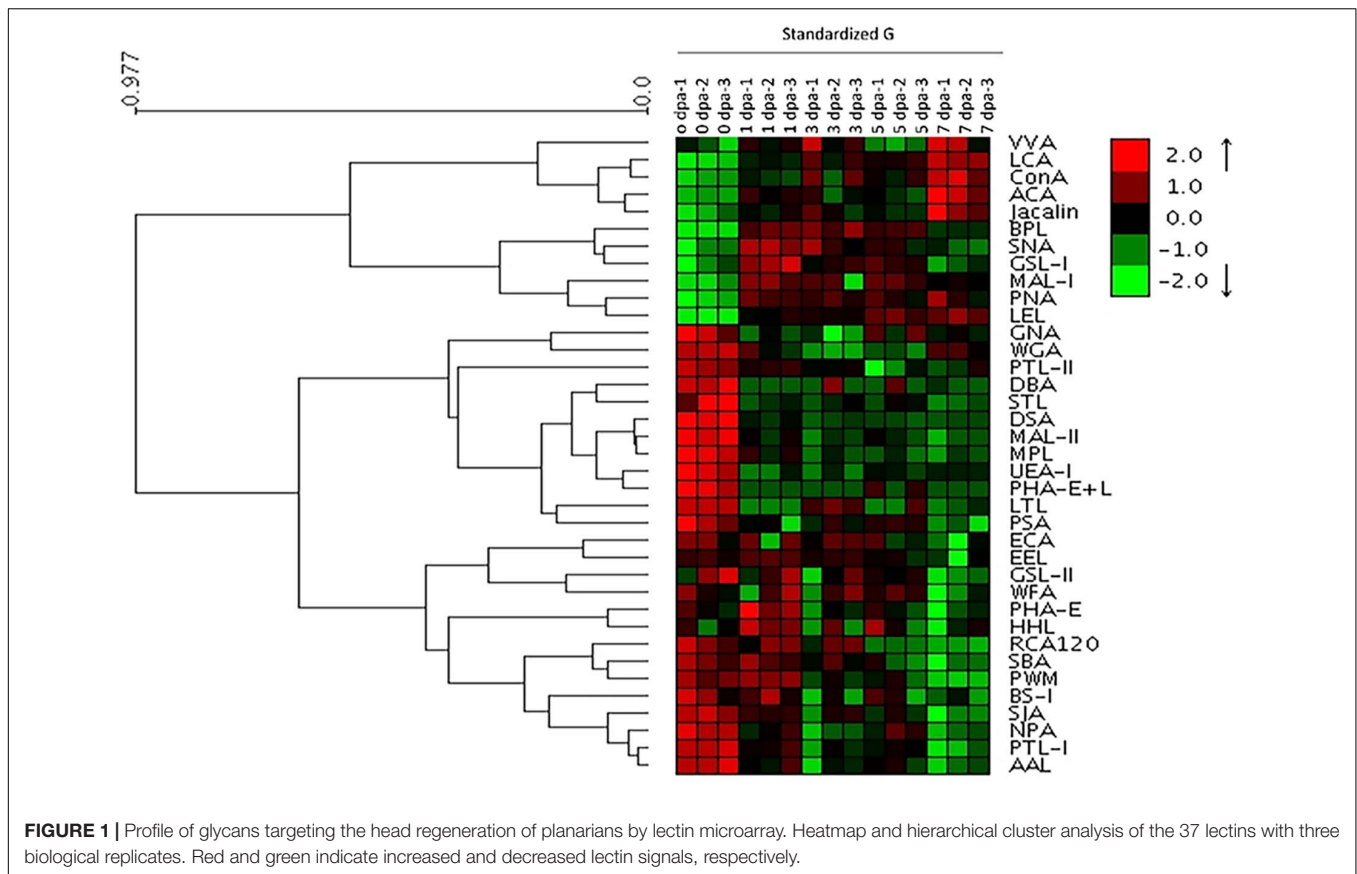 Standardized G
0.977
0.0
o dpa-1
0 dpa-2
0 dpa-3
1 dpa-1
1 dpa-2
1 dpa-3
3 dpa-1
3 dpa-2
3 dpa-3
5 dpa-1
5 dpa-2
5 dpa-3
7 dpa-1
7 dpa-2
7 dpa-3
VVA
LCA
ConA
ACA
Jacalin
BPL
SNA
GSL-I
MAL-I
PNA
LEL
GNA
WGA
PTL-II
DBA
STL
DSA
MAL-II
MPL
UEA-I
PHA-E+L
LTL
PSA
ECA
EEL
GSL-II
WFA
PHA-E
HHL
RCA120
SBA
PWM
BS-I
SJA
NPA
PTL-I
AAL
2.0 ↑
1.0
0.0
-1.0
-2.0 ↓
FIGURE 1 | Profile of glycans targeting the head regeneration of planarians by lectin microarray. Heatmap and hierarchical cluster analysis of the 37 lectins with three
biological replicates. Red and green indicate increased and decreased lectin signals, respectively.